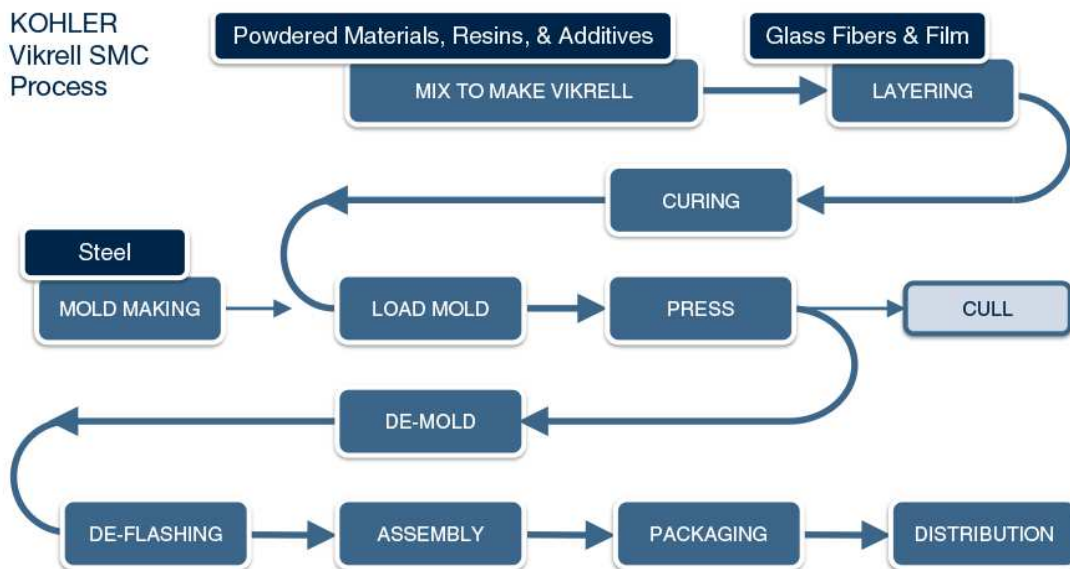 KOHLER
Vikrell SMC
Process
Powdered Materials, Resins, & Additives
Glass Fibers & Film
MIX TO MAKE VIKRELL
LAYERING
CURING
Steel
MOLD MAKING
LOAD MOLD
PRESS
CULL
DE-MOLD
DE-FLASHING
ASSEMBLY
PACKAGING
DISTRIBUTION